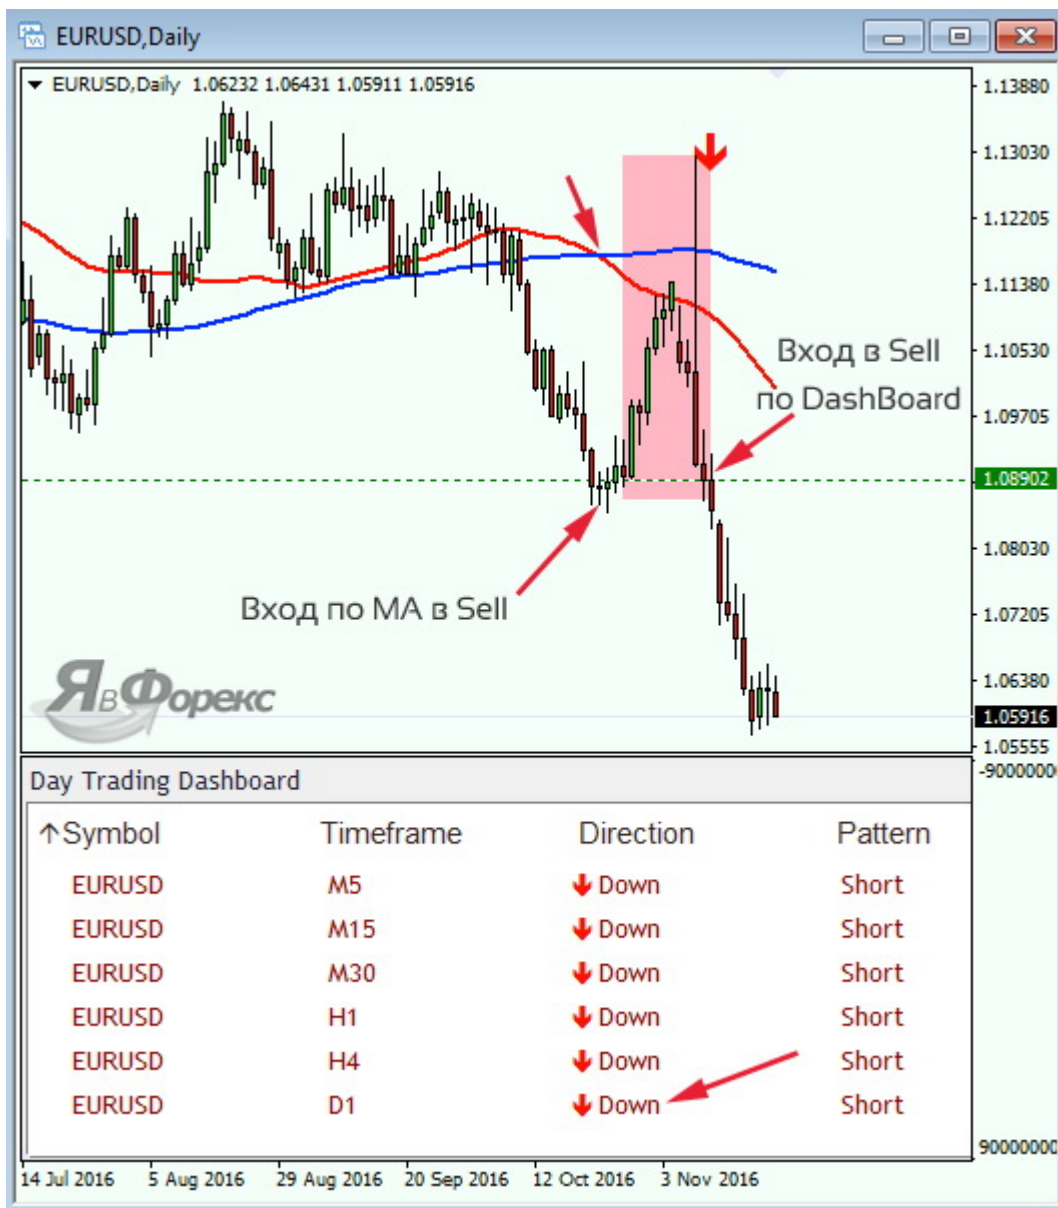 EURUSD,Daily
EURUSD,Daily 1.06232 1.06431 1.05911 1.05916
1.13880
1.13030
1.12205
1.11380
1.10530
Вход в Sell
по DashBoard
1.09705
1.08902
1.08030
Вход по MA в Sell
1.07205
1.06380
ЯвФорекс
1.05916
1.05555
Day Trading Dashboard
-9000000
↑Symbol Timeframe Direction Pattern
EURUSD M5 Down Short
EURUSD M15 Down Short
EURUSD M30 Down Short
EURUSD H1 Down Short
EURUSD H4 Down Short
EURUSD D1 Down Short
90000000
14 Jul 2016 5 Aug 2016 29 Aug 2016 20 Sep 2016 12 Oct 2016 3 Nov 2016